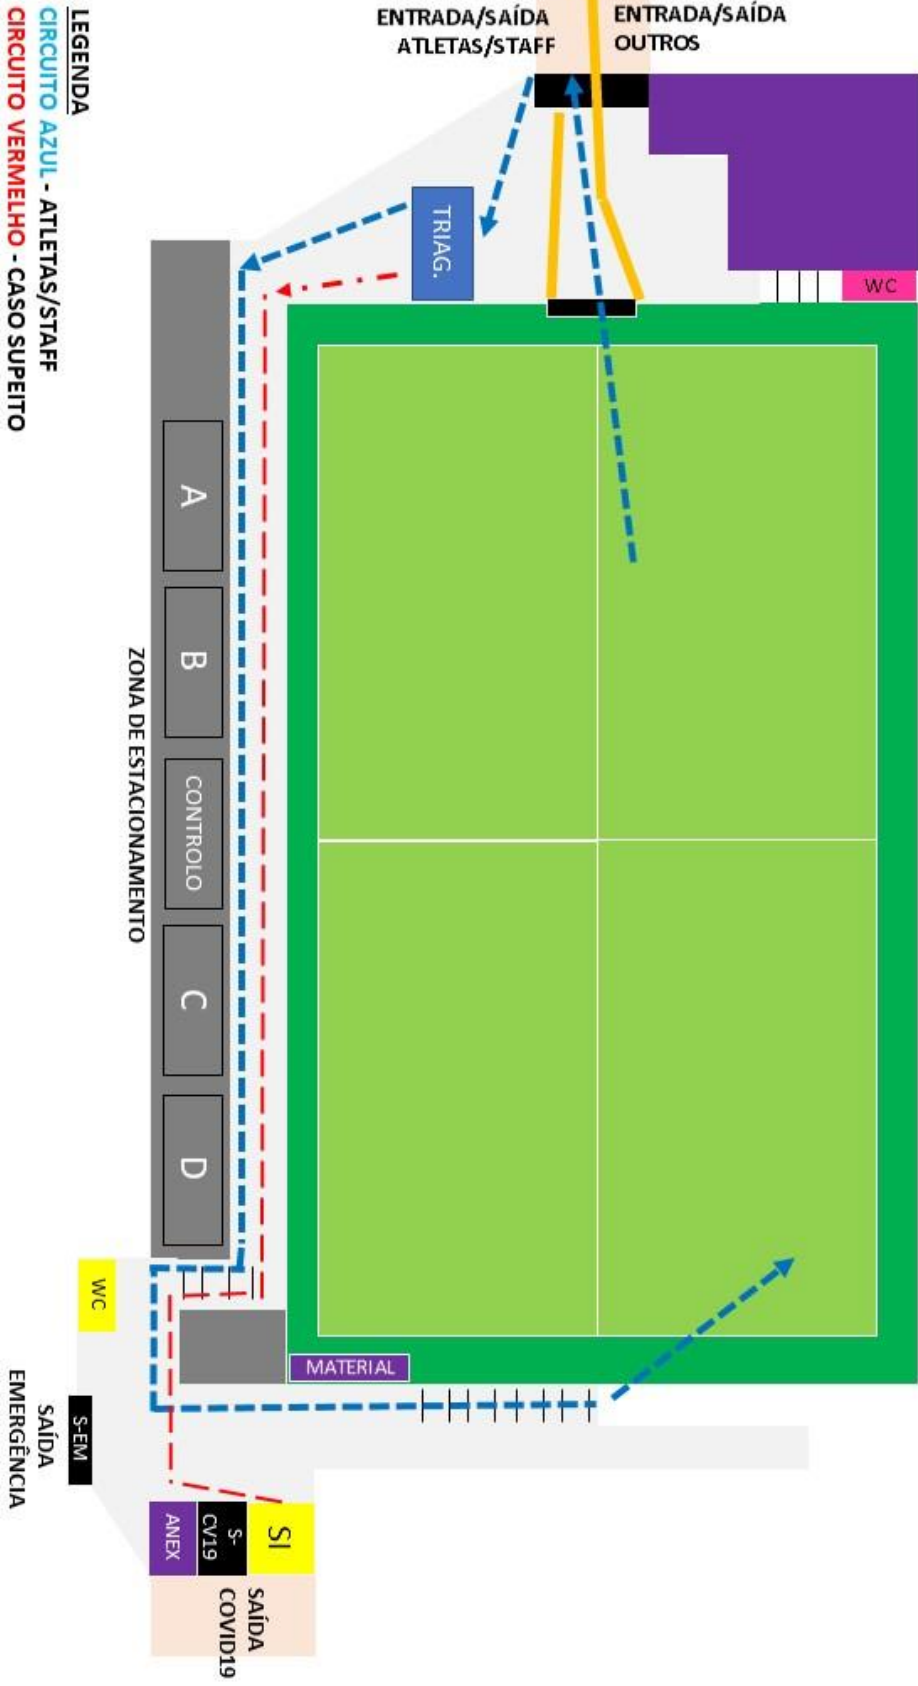 ENTRADA/SAÍDA
ATLETAS/STAFF
ENTRADA/SAÍDA
OUTROS
LEGENDA
CIRCUITO AZUL - ATLETAS/STAFF
CIRCUITO VERMELHO - CASO SUPEITO
TRIAG.
WC
A
B
CONTROLO
C
D
ZONA DE ESTACIONAMENTO
WC
MATERIAL
S-EM
SAÍDA
EMERGÊNCIA
SI
S-
CV19
ANEX
SAÍDA
COVID19